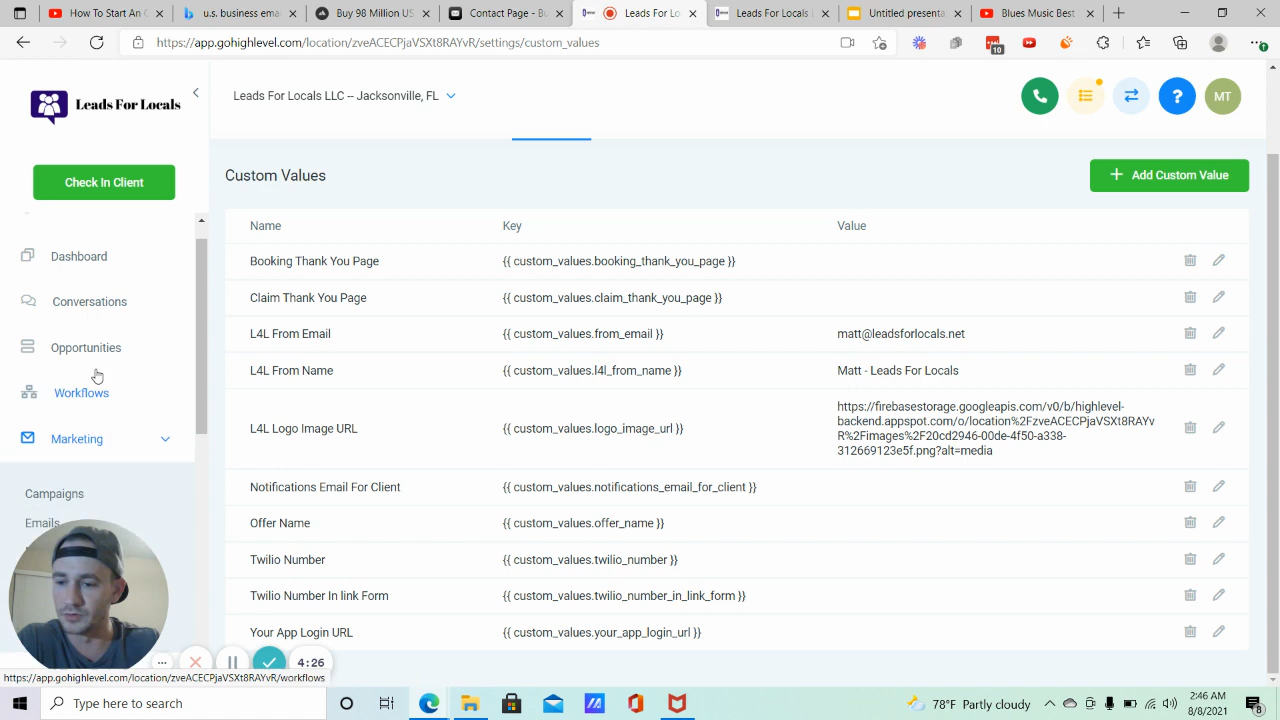 How To Start
u.s. business ema
Buy 98 Million US
Contact Page - Bu
Leads For Lo
Leads For Locals L
Untitled presenta
Blues Music Best
https://app.gohighlevel.com/location/zveACECPjaVSXt8RAYvR/settings/custom_values
10
Leads For Locals
Leads For Locals LLC -- Jacksonville, FL
?
MT
Check In Client
Custom Values
Add Custom Value
Dashboard
Conversations
Opportunities
Workflows
Marketing
Campaigns
Emails
Name Key Value
Booking Thank You Page {{ custom_values.booking_thank_you_page }}
Claim Thank You Page {{ custom_values.claim_thank_you_page }}
L4L From Email {{ custom_values.from_email }} matt@leadsforlocals.net
L4L From Name {{ custom_values.l4l_from_name }} Matt - Leads For Locals
L4L Logo Image URL {{ custom_values.logo_image_url }} https://firebasestorage.googleapis.com/v0/b/highlevel-
backend.appspot.com/o/location%2FzveACECPjaVSXt8RAYv
R%2Fimages%2F20cd2946-00de-4f50-a338-
312669123e5f.png?alt=media
Notifications Email For Client {{ custom_values.notifications_email_for_client }}
Offer Name {{ custom_values.offer_name }}
Twilio Number {{ custom_values.twilio_number }}
Twilio Number In link Form {{ custom_values.twilio_number_in_link_form }}
Your App Login URL {{ custom_values.your_app_login_url }}
4:26
https://app.gohighlevel.com/location/zveACECPjaVSXt8RAYvR/workflows
Type here to search
78°F Partly cloudy
2:46 AM
8/8/2021
8